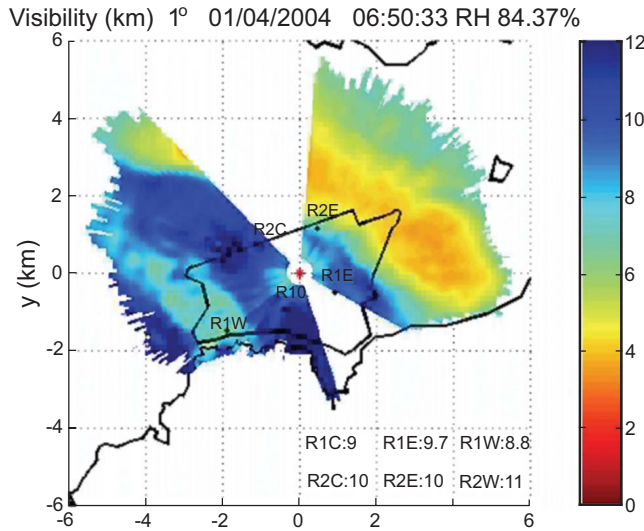 Visibility (km) 1º 01/04/2004 06:50:33 RH 84.37%
6
4
2
0
-2
-4
-6
y (km)
-6
-4
-2
0
2
4
6
R2C
R2E
R1E
R10
R1W
R1C:9 R1E:9.7 R1W:8.8
R2C:10 R2E:10 R2W:11
12
10
8
6
4
2
0